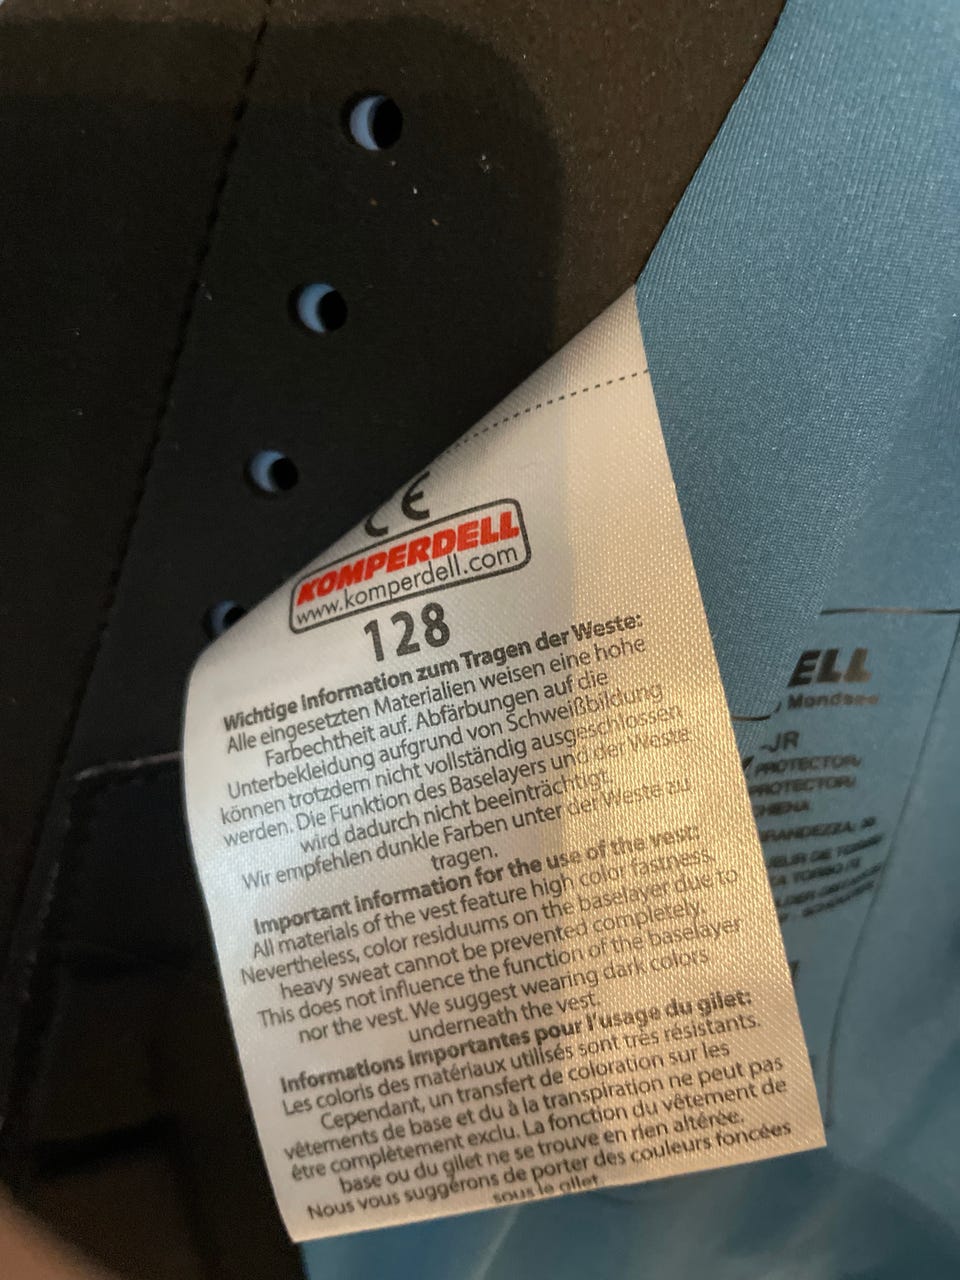 CE
KOMPERDELL
www.komperdell.com
128
Wichtige Information zum Tragen der Weste:
Alle eingesetzten Materialien weisen eine hohe
Farbechtheit auf. Abfärbungen auf die
Unterbekleidung aufgrund von Schweißbildung
können trotzdem nicht vollständig ausgeschlossen
werden. Die Funktion des Baselayers und der Weste
wird dadurch nicht beeinträchtigt.
Wir empfehlen dunkle Farben unter der Weste zu
tragen.
Important information for the use of the vest:
All materials of the vest feature high color fastness.
Nevertheless, color residuums on the baselayer due to
heavy sweat cannot be prevented completely.
This does not influence the function of the baselayer
nor the vest. We suggest wearing dark colors
underneath the vest.
Informations importantes pour l'usage du gilet:
Les coloris des matériaux utilisés sont très résistants.
Cependant, un transfert de coloration sur les
vêtements de base et du à la transpiration ne peut pas
être complètement exclu. La fonction du vêtement de
base ou du gilet ne se trouve en rien altérée.
Nous vous suggérons de porter des couleurs foncées
sous le gilet.
ELL
Mondsee
-JR
PROTECTOR
PROTECTOR